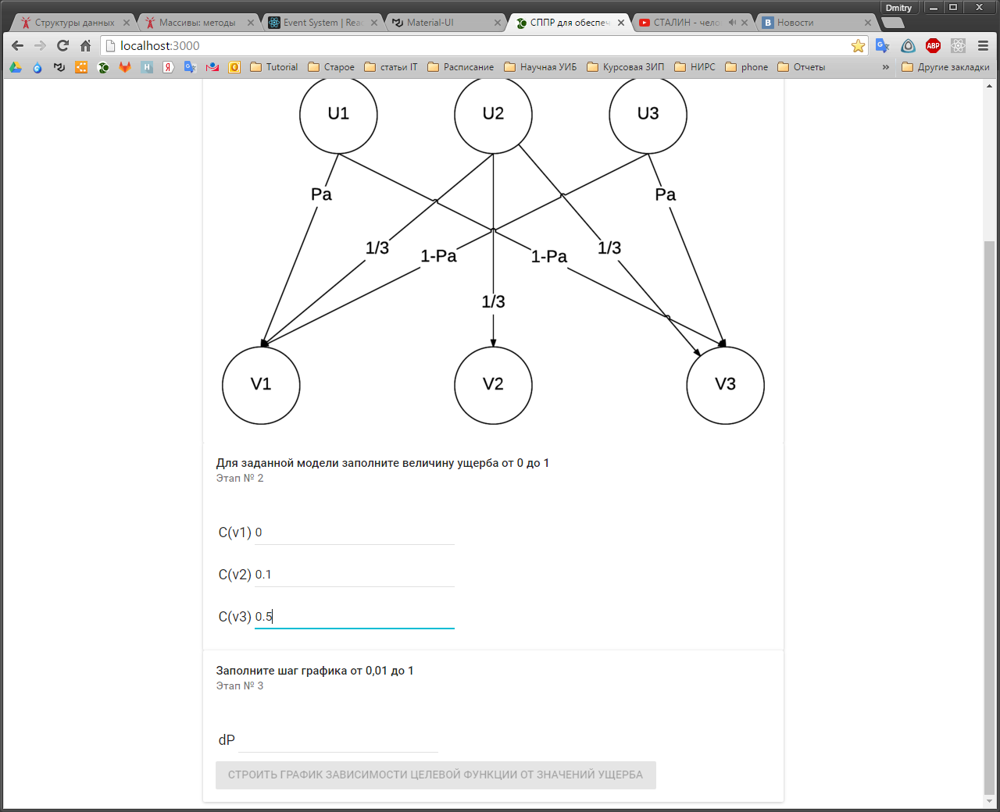 Dmitry
Структуры данных
Массивы: методы
Event System | Reac
Material-UI
СППР для обеспеч
СТАЛИН - чело
Новости
localhost:3000
Tutorial
Старое
статьи IT
Расписание
Научная УИБ
Курсовая ЗИП
НИРС
phone
Отчеты
»
Другие закладки
U1
U2
U3
Pa
Pa
1/3
1-Pa
1-Pa
1/3
1/3
V1
V2
V3
Для заданной модели заполните величину ущерба от 0 до 1
Этап № 2
C(v1) 0
C(v2) 0.1
C(v3) 0.5
Заполните шаг графика от 0,01 до 1
Этап № 3
dP
СТРОИТЬ ГРАФИК ЗАВИСИМОСТИ ЦЕЛЕВОЙ ФУНКЦИИ ОТ ЗНАЧЕНИЙ УЩЕРБА